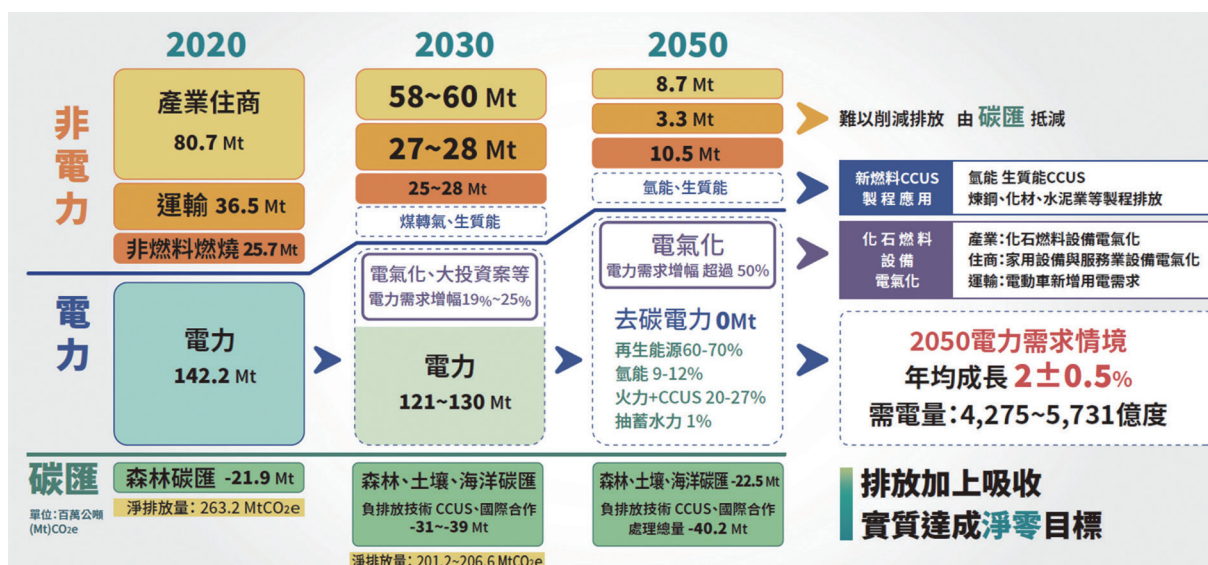 2020
2030
2050
非電力
產業住商
80.7 Mt
運輸 36.5 Mt
非燃料燃燒 25.7 Mt
58~60 Mt
27~28 Mt
25~28 Mt
煤轉氣、生質能
8.7 Mt
3.3 Mt
10.5 Mt
氫能、生質能
難以削減排放 由 碳匯 抵減
新燃料CCUS
製程應用
氫能 生質能CCUS
煉鋼、化材、水泥業等製程排放
電力
電力
142.2 Mt
電氣化、大投資案等
電力需求增幅19%~25%
電力
121~130 Mt
電氣化
電力需求增幅 超過 50%
去碳電力 0Mt
再生能源60-70%
氫能 9-12%
火力+CCUS 20-27%
抽蓄水力 1%
化石燃料
設備
電氣化
產業：化石燃料設備電氣化
住商：家用設備與服務業設備電氣化
運輸：電動車新增用電需求
2050電力需求情境
年均成長 2±0.5%
需電量：4,275~5,731億度
碳匯
單位：百萬公噸
(Mt)CO2e
森林碳匯 -21.9 Mt
淨排放量：263.2 MtCO2e
森林、土壤、海洋碳匯
負排放技術 CCUS、國際合作
-31~-39 Mt
淨排放量：201.2~206.6 MtCO2e
森林、土壤、海洋碳匯 -22.5 Mt
負排放技術 CCUS、國際合作
處理總量 -40.2 Mt
排放加上吸收
實質達成淨零目標